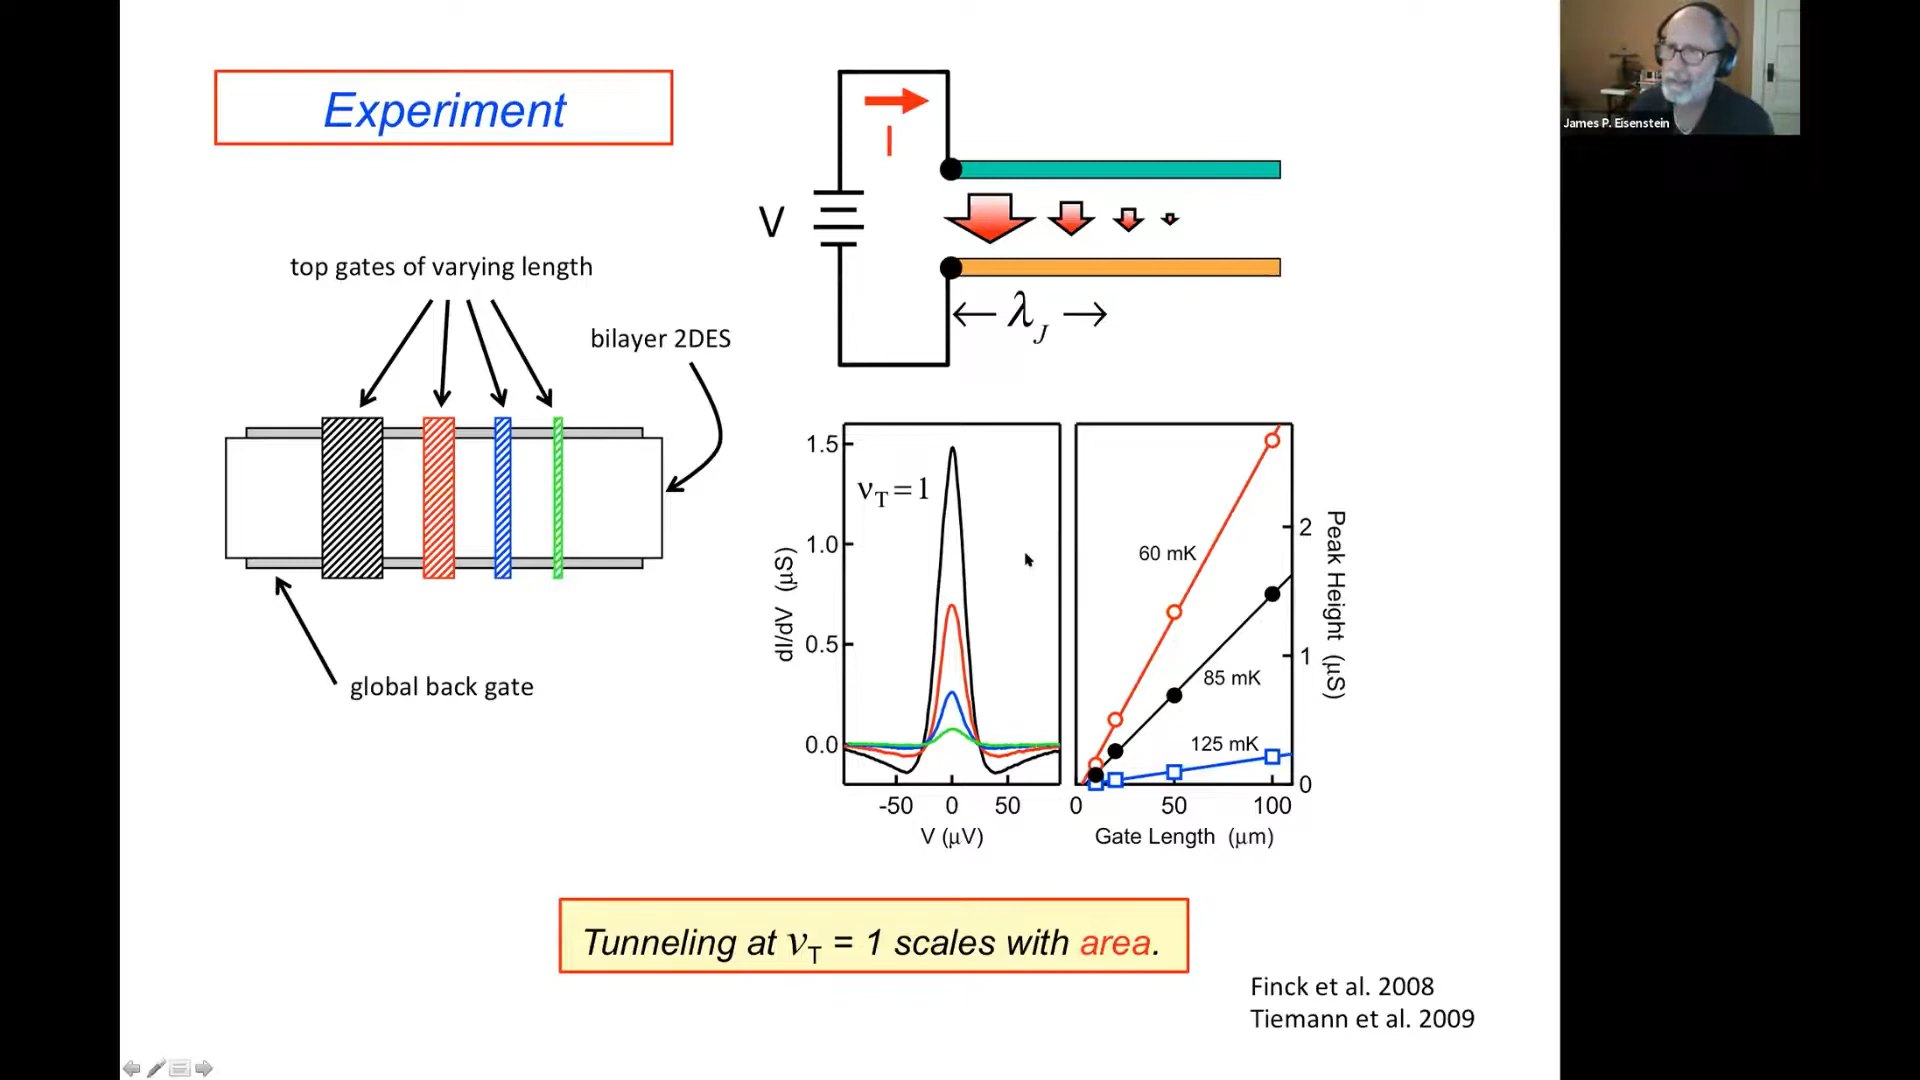 Experiment
I
V
λJ
top gates of varying length
bilayer 2DES
global back gate
νT=1
dI/dV (μS)
1.5
1.0
0.5
0.0
-50 0 50
V (μV)
60 mK
85 mK
125 mK
2
1
0
Peak Height (μS)
0 50 100
Gate Length (μm)
Tunneling at νT = 1 scales with area.
Finck et al. 2008
Tiemann et al. 2009
James P. Eisenstein